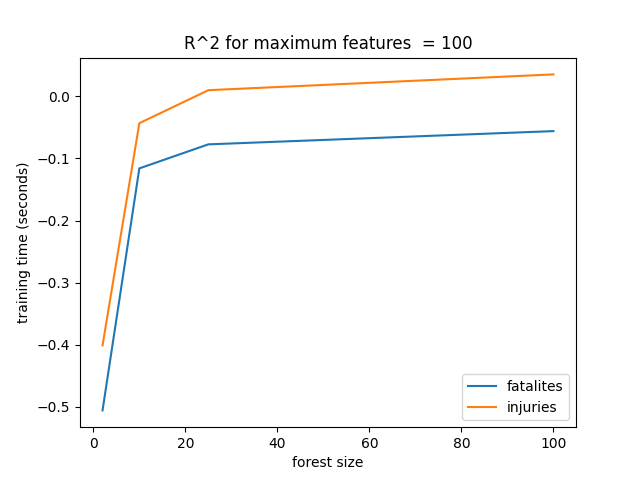 R^2 for maximum features  = 100
training time (seconds)
0.0
−0.1
−0.2
−0.3
−0.4
−0.5
0 20 40 60 80 100
forest size
fatalites
injuries